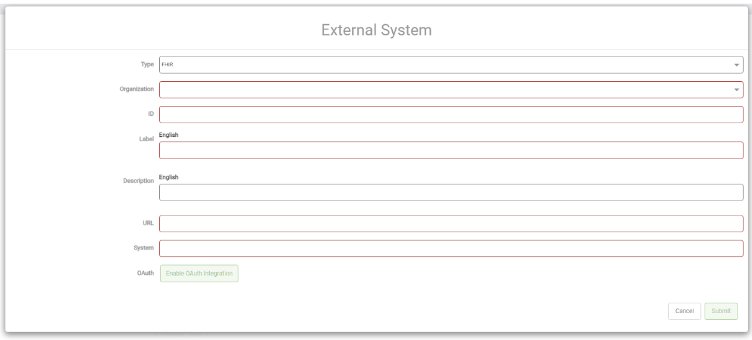 External System
Type FHIR
Organization
ID
Label English
Description English
URL
System
OAuth Enable OAuth Integration
Cancel Submit